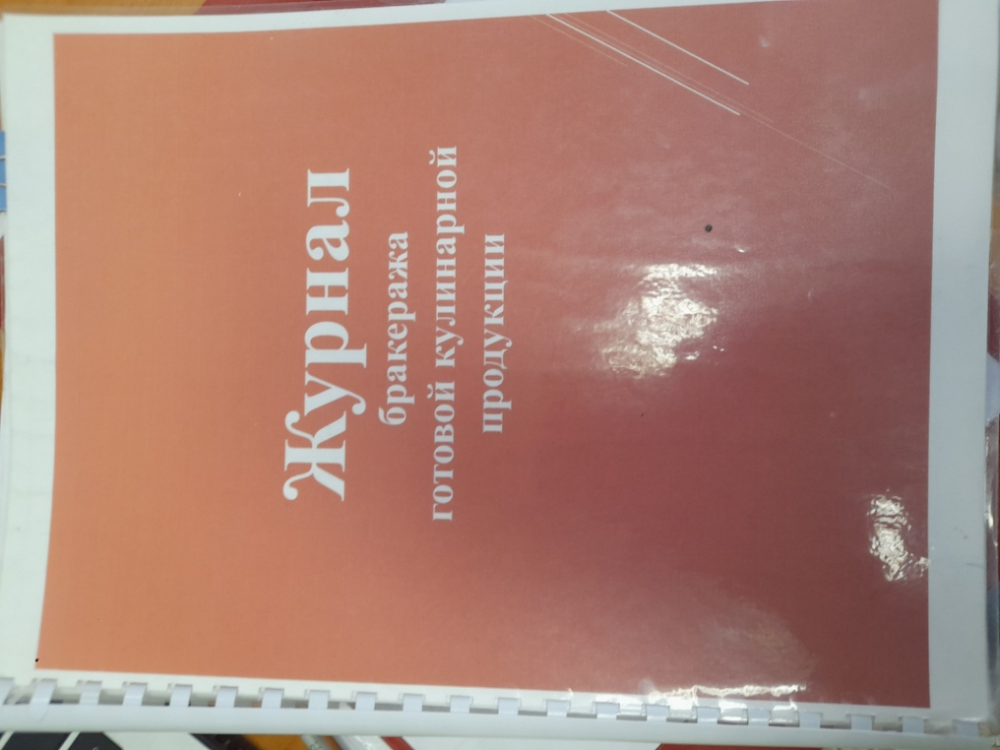 Журнал
бракеража
готовой кулинарной
продукции